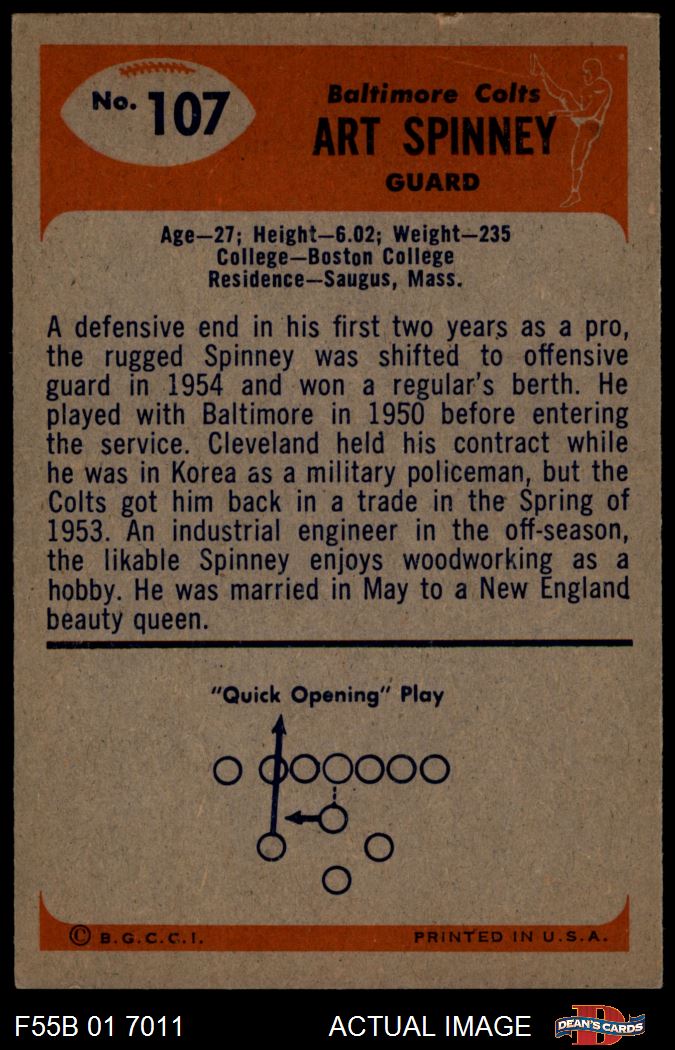 No. 107
Baltimore Colts
ART SPINNEY
GUARD
Age—27; Height—6.02; Weight—235
College—Boston College
Residence—Saugus, Mass.
A defensive end in his first two years as a pro,
the rugged Spinney was shifted to offensive
guard in 1954 and won a regular's berth. He
played with Baltimore in 1950 before entering
the service. Cleveland held his contract while
he was in Korea as a military policeman, but the
Colts got him back in a trade in the Spring of
1953. An industrial engineer in the off-season,
the likable Spinney enjoys woodworking as a
hobby. He was married in May to a New England
beauty queen.
"Quick Opening" Play
© B.G.C.C.I.
PRINTED IN U.S.A.
F55B 01 7011
ACTUAL IMAGE
B
DEAN'S CARDS